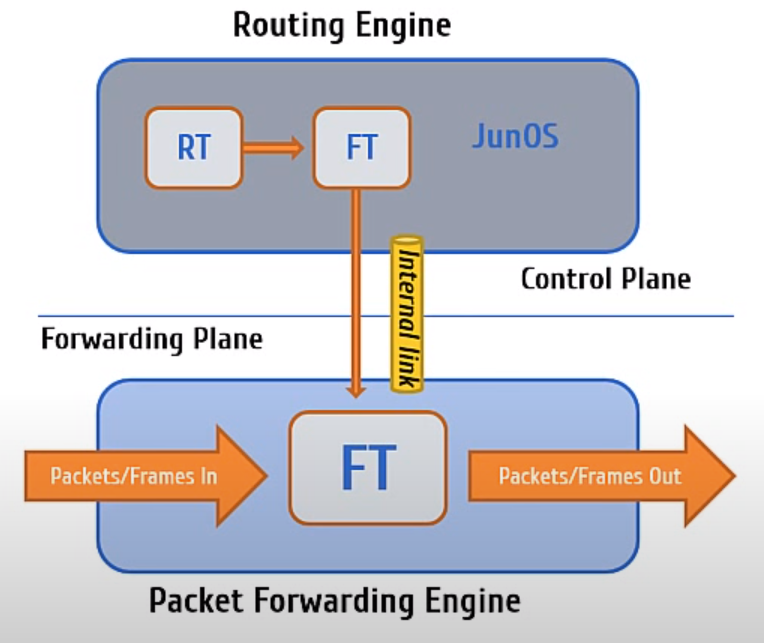 Routing Engine
RT
FT
JunOS
Internal link
Control Plane
Forwarding Plane
Packets/Frames In
FT
Packets/Frames Out
Packet Forwarding Engine